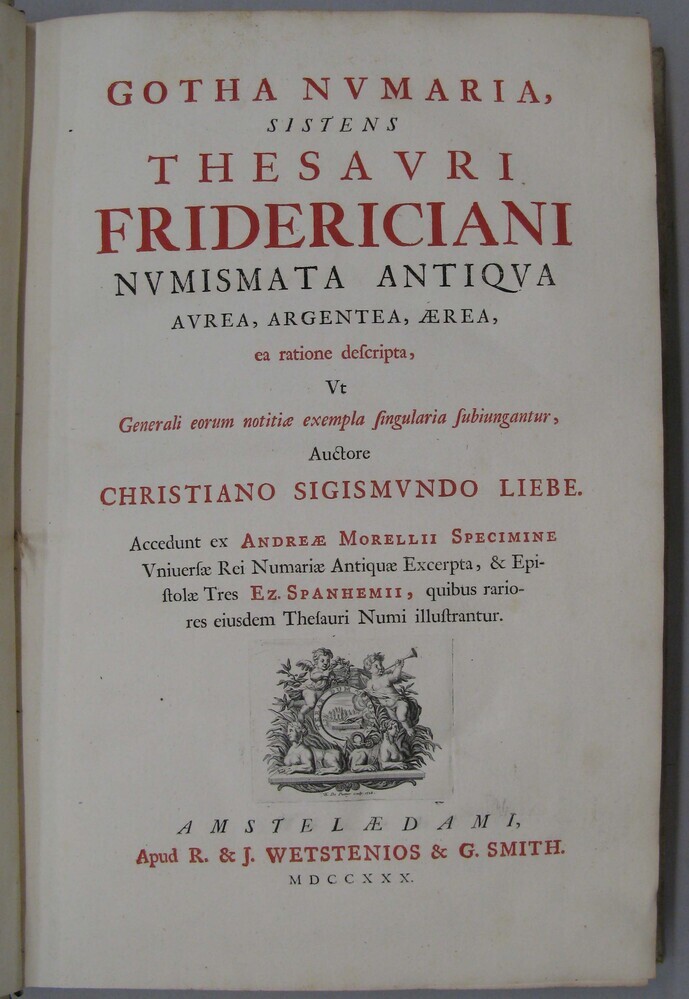 GOTHA NVMARIA,
SISTENS
THESAVRI
FRIDERICIANI
NVMISMATA ANTIQVA
AVREA, ARGENTEA, ÆREA,
ea ratione deſcripta,
Vt
Generali eorum notitiæ exempla ſingularia ſubiungantur,
Auctore
CHRISTIANO SIGISMVNDO LIEBE.
Accedunt ex ANDREÆ MORELLII SPECIMINE
Vniuerſæ Rei Numariæ Antiquæ Excerpta, & Epi-
ſtolæ Tres EZ. SPANHEMII, quibus rario-
res eiusdem Theſauri Numi illuſtrantur.
AMSTELÆDAMI,
Apud R. & J. WETSTENIOS & G. SMITH.
MDCCXXX.